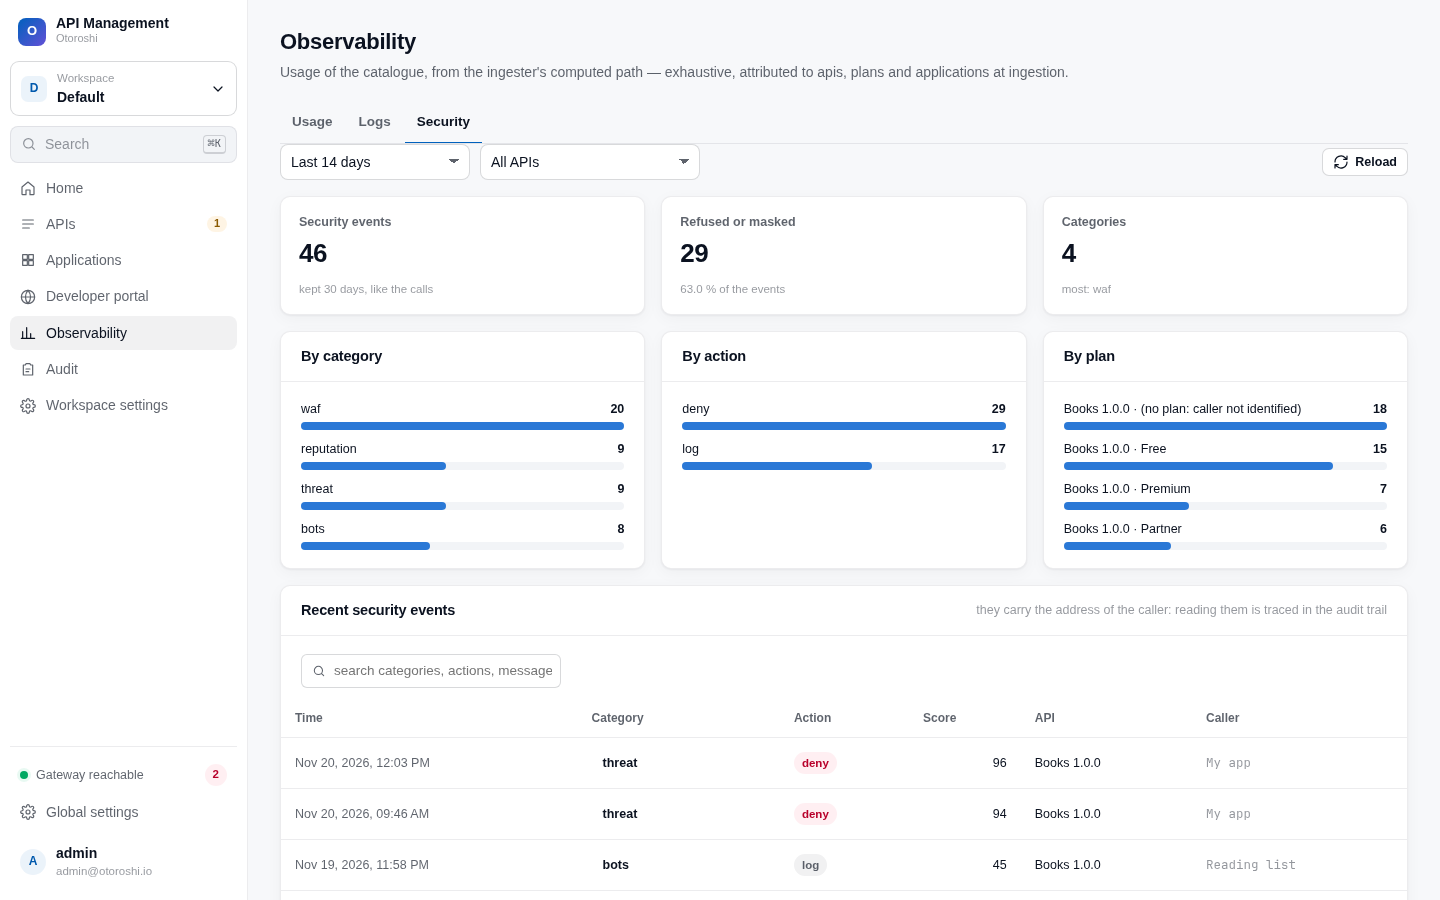 O
API Management
Otoroshi
D
Workspace
Default
Search
⌘K
Home
APIs
1
Applications
Developer portal
Observability
Audit
Workspace settings
Gateway reachable
2
Global settings
A
admin
admin@otoroshi.io
Observability
Usage of the catalogue, from the ingester's computed path — exhaustive, attributed to apis, plans and applications at ingestion.
Usage Logs Security
Last 14 days All APIs Reload
Security events
46
kept 30 days, like the calls
Refused or masked
29
63.0 % of the events
Categories
4
most: waf
By category
waf 20
reputation 9
threat 9
bots 8
By action
deny 29
log 17
By plan
Books 1.0.0 · (no plan: caller not identified) 18
Books 1.0.0 · Free 15
Books 1.0.0 · Premium 7
Books 1.0.0 · Partner 6
Recent security events they carry the address of the caller: reading them is traced in the audit trail
search categories, actions, message
Time Category Action Score API Caller
Nov 20, 2026, 12:03 PM threat deny 96 Books 1.0.0 My app
Nov 20, 2026, 09:46 AM threat deny 94 Books 1.0.0 My app
Nov 19, 2026, 11:58 PM bots log 45 Books 1.0.0 Reading list